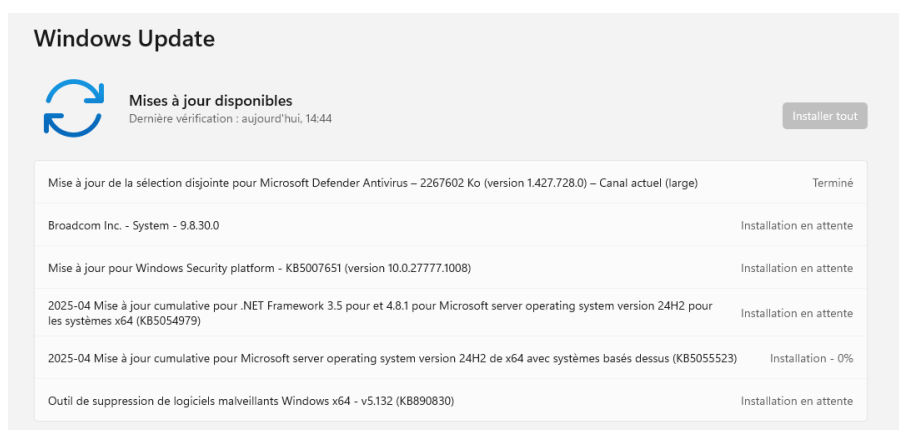 Windows Update
Mises à jour disponibles
Dernière vérification : aujourd'hui, 14:44
Installer tout
Mise à jour de la sélection disjointe pour Microsoft Defender Antivirus – 2267602 Ko (version 1.427.728.0) – Canal actuel (large)
Terminé
Broadcom Inc. - System - 9.8.30.0
Installation en attente
Mise à jour pour Windows Security platform - KB5007651 (version 10.0.27777.1008)
Installation en attente
2025-04 Mise à jour cumulative pour .NET Framework 3.5 pour et 4.8.1 pour Microsoft server operating system version 24H2 pour
les systèmes x64 (KB5054979)
Installation en attente
2025-04 Mise à jour cumulative pour Microsoft server operating system version 24H2 de x64 avec systèmes basés dessus (KB5055523)
Installation - 0%
Outil de suppression de logiciels malveillants Windows x64 - v5.132 (KB890830)
Installation en attente